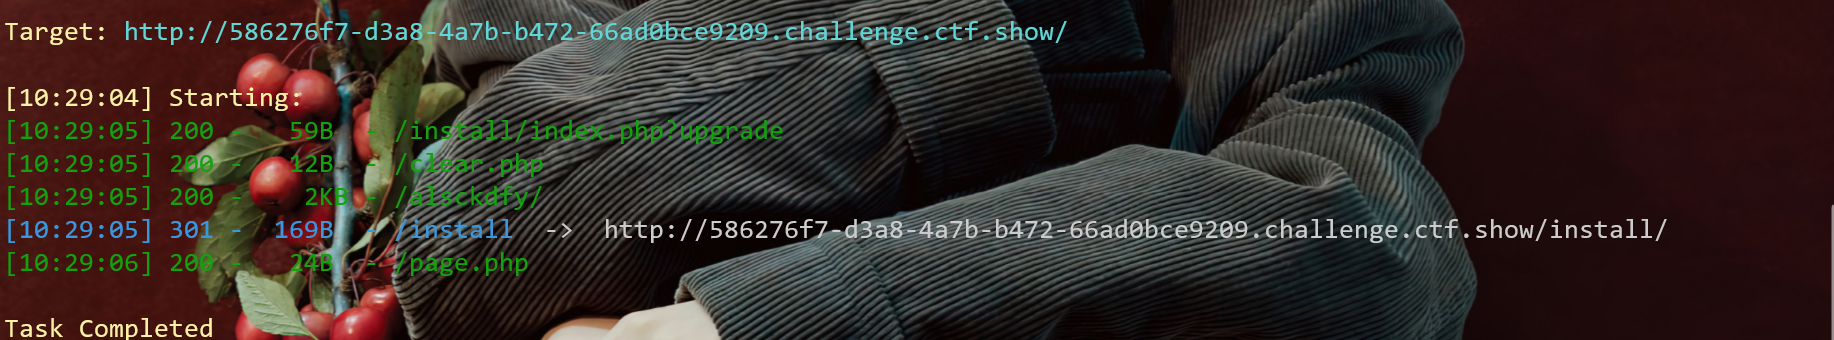 Target: http://586276f7-d3a8-4a7b-b472-66ad0bce9209.challenge.ctf.show/
[10:29:04] Starting:
[10:29:05] 200 -   59B  - /install/index.php?upgrade
[10:29:05] 200 -   12B  - /clear.php
[10:29:05] 200 -    2KB - /alsckdfy/
[10:29:05] 301 -  169B  - /install  ->  http://586276f7-d3a8-4a7b-b472-66ad0bce9209.challenge.ctf.show/install/
[10:29:06] 200 -   24B  - /page.php
Task Completed